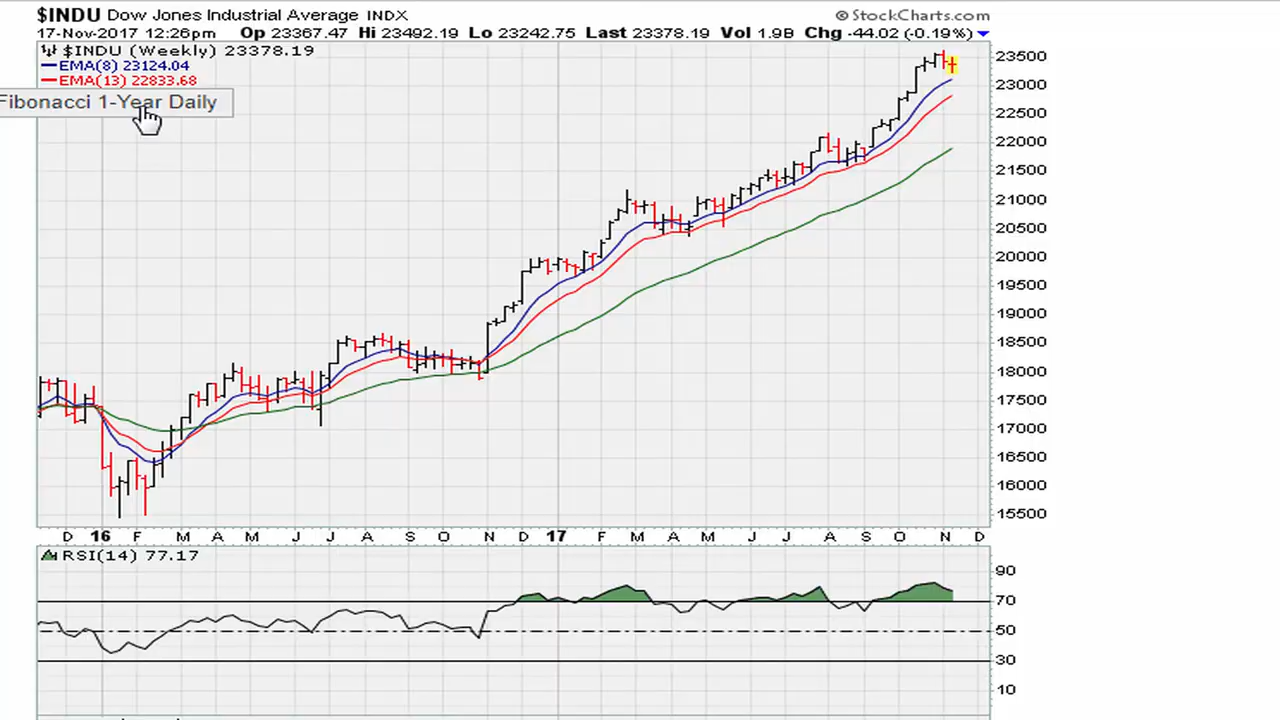 $INDU Dow Jones Industrial Average INDX
© StockCharts.com
17-Nov-2017 12:26pm
Op 23367.47 Hi 23492.19 Lo 23242.75 Last 23378.19 Vol 1.9B Chg -44.02 (-0.19%)
$INDU (Weekly) 23378.19
EMA(8) 23124.04
EMA(13) 22833.68
Fibonacci 1-Year Daily
23500
23000
22500
22000
21500
21000
20500
20000
19500
19000
18500
18000
17500
17000
16500
16000
15500
D 16 F M A M J J A S O N D 17 F M A M J J A S O N D
RSI(14) 77.17
90
70
50
30
10